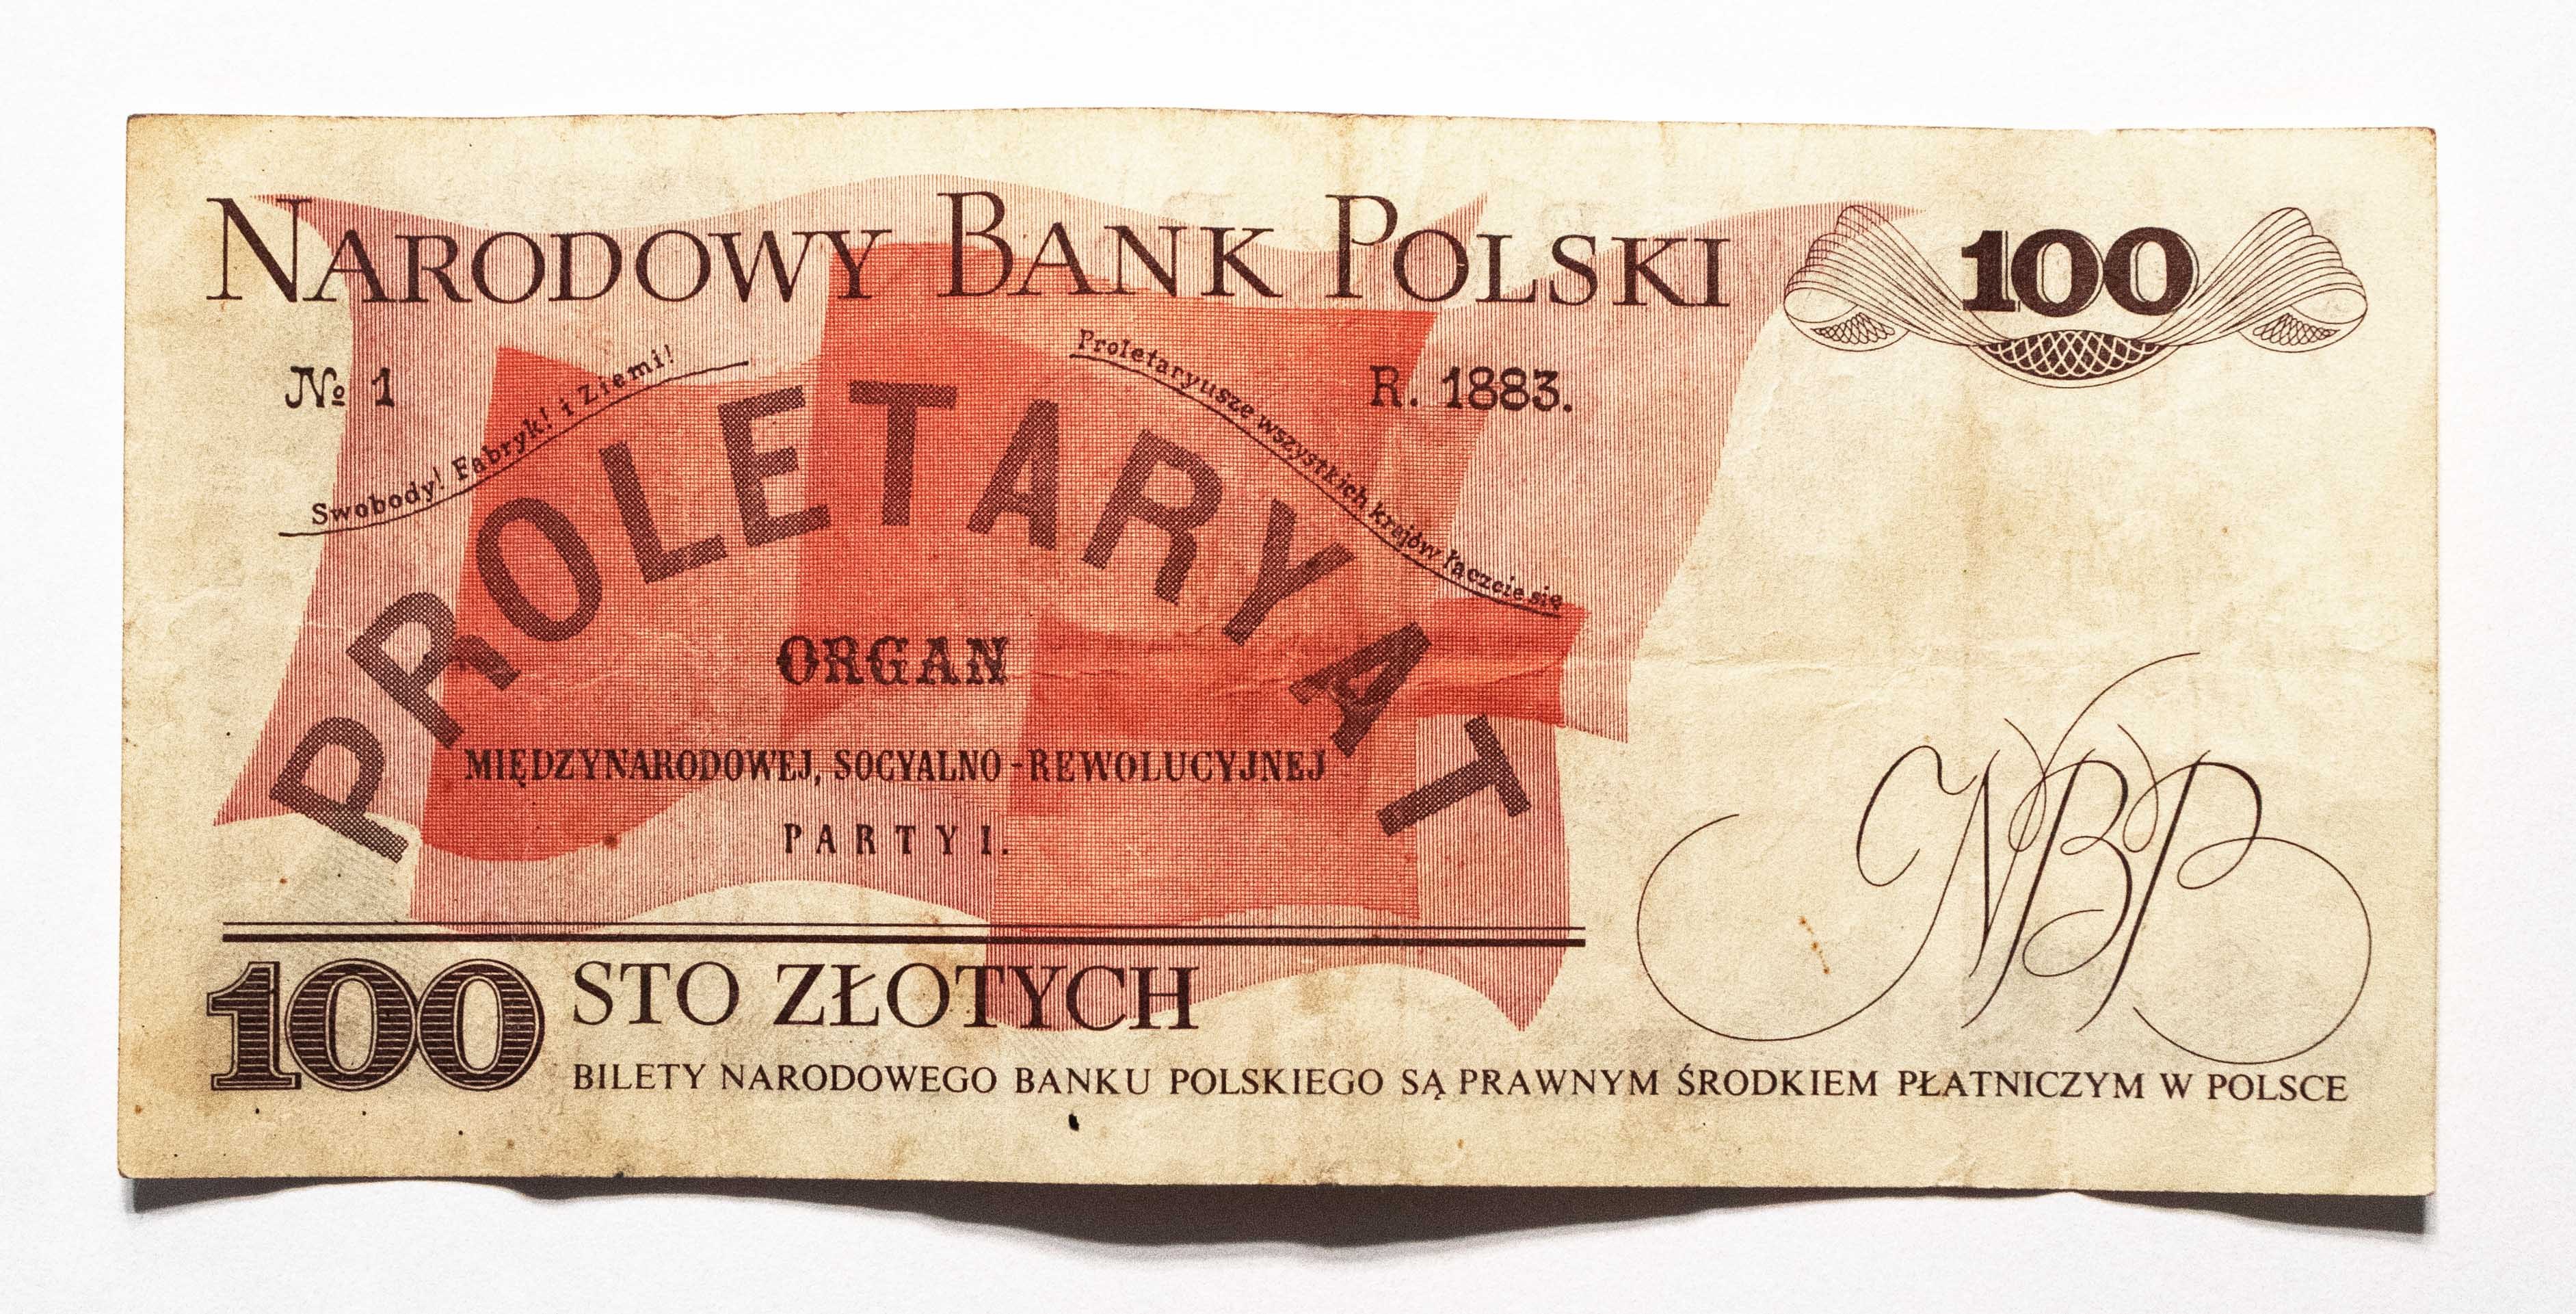 NARODOWY BANK POLSKI
100
№ 1
R. 1883.
Swobody! Fabryk! i Ziemi!
Proletaryusze wszystkich krajów łączcie się
PROLETARYAT
ORGAN
MIĘDZYNARODOWEJ, SOCYALNO-REWOLUCYJNEJ
PARTYI.
NBP
100 STO ZŁOTYCH
BILETY NARODOWEGO BANKU POLSKIEGO SĄ PRAWNYM ŚRODKIEM PŁATNICZYM W POLSCE